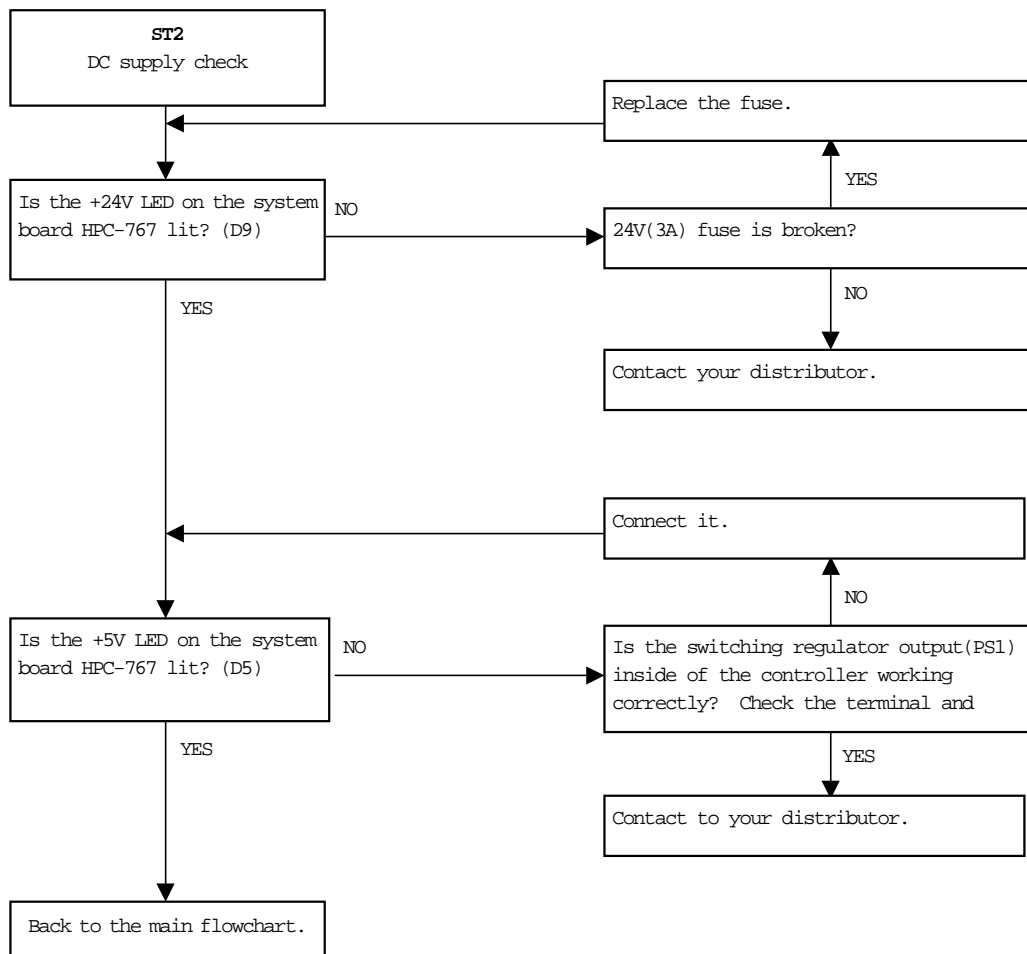 ST2
DC supply check
Replace the fuse.
YES
Is the +24V LED on the system
board HPC-767 lit? (D9)
NO
24V(3A) fuse is broken?
YES
NO
Contact your distributor.
Connect it.
NO
Is the +5V LED on the system
board HPC-767 lit? (D5)
NO
Is the switching regulator output(PS1)
inside of the controller working
correctly? Check the terminal and
YES
YES
Contact to your distributor.
Back to the main flowchart.